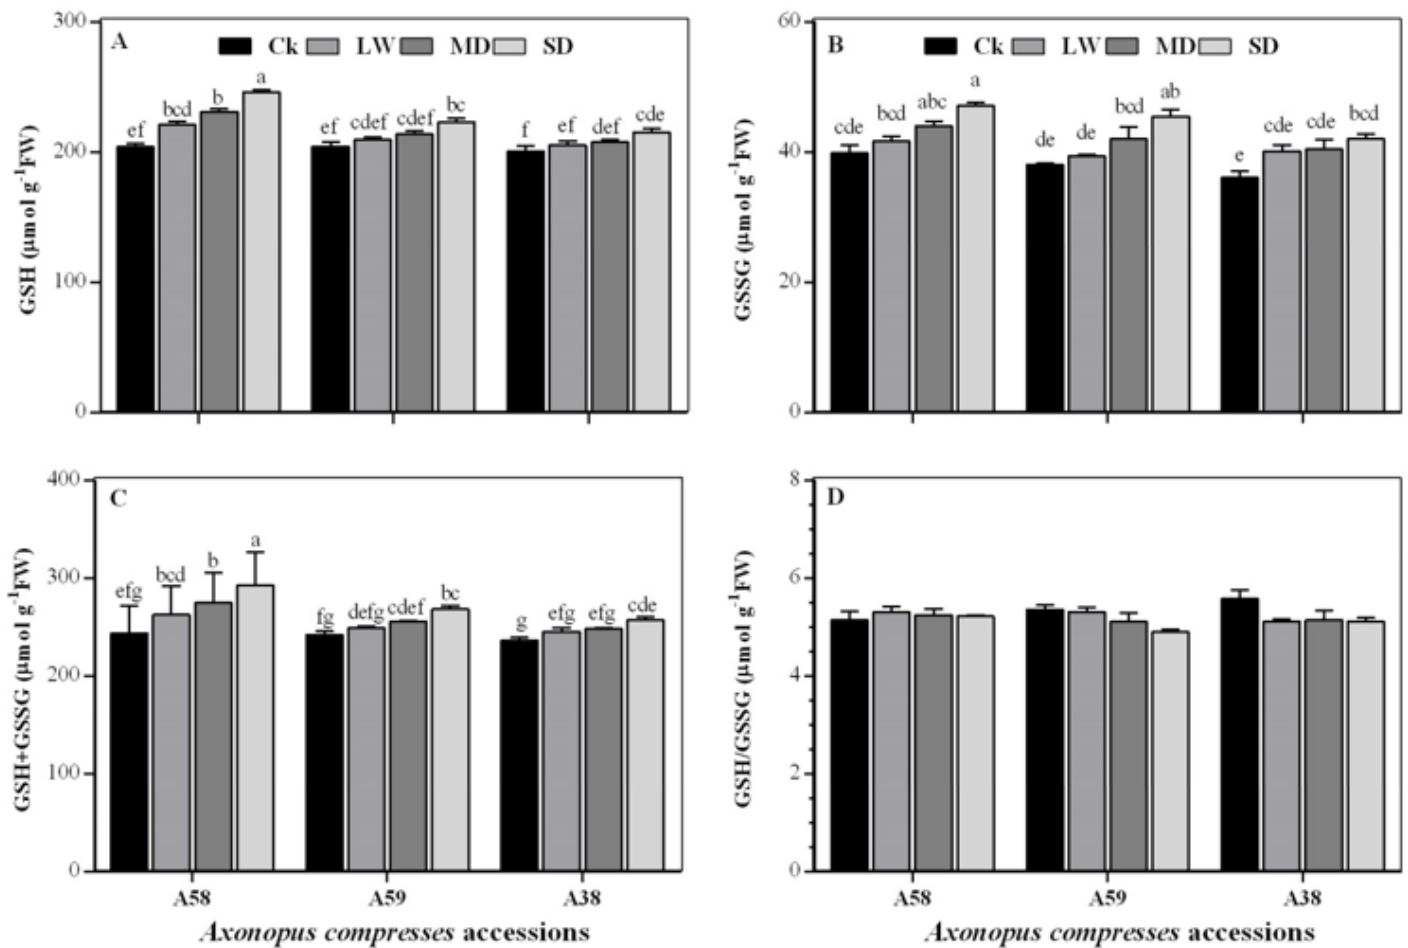 A
Ck LW MD SD
GSH (μmol g⁻¹FW)
300
200
100
0
ef bcd b a
ef cdef cdef bc
f ef def cde
B
Ck LW MD SD
GSSG (μmol g⁻¹FW)
60
40
20
0
cde bcd abc a
de de bcd ab
e cde cde bcd
C
GSH+GSSG (μmol g⁻¹FW)
400
300
200
100
0
efg bcd b a
fg defg cdef bc
g efg efg cde
A58 A59 A38
Axonopus compresses accessions
D
GSH/GSSG (μmol g⁻¹FW)
8
6
4
2
0
A58 A59 A38
Axonopus compresses accessions